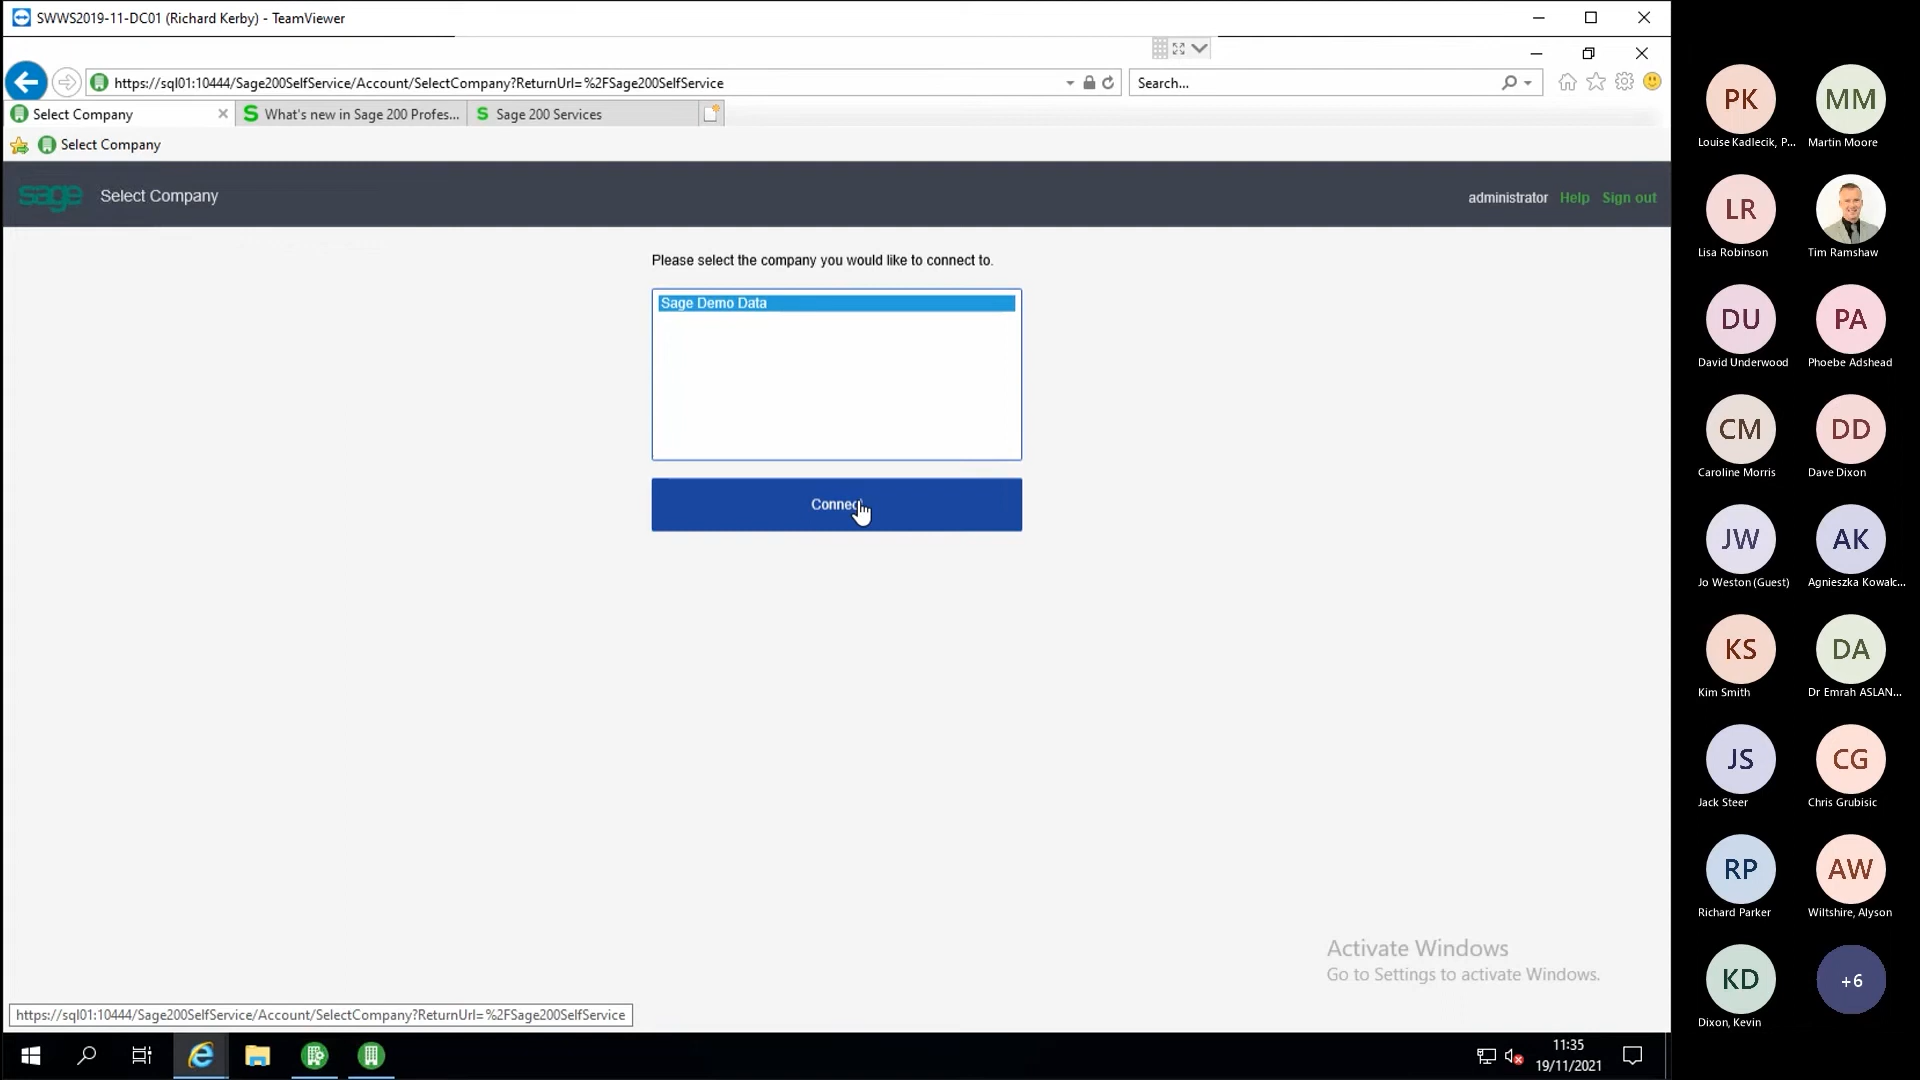 SWWS2019-11-DC01 (Richard Kerby) - TeamViewer
https://sql01:10444/Sage200SelfService/Account/SelectCompany?ReturnUrl=%2FSage200SelfService
Search...
Select Company
What's new in Sage 200 Profes...
Sage 200 Services
Select Company
sage
Select Company
administrator Help Sign out
Please select the company you would like to connect to.
Sage Demo Data
Activate Windows
Go to Settings to activate Windows.
https://sql01:10444/Sage200SelfService/Account/SelectCompany?ReturnUrl=%2FSage200SelfService
11:35
19/11/2021
PK MM
Louise Kadlecik, P... Martin Moore
LR
Lisa Robinson Tim Ramshaw
DU PA
David Underwood Phoebe Adshead
CM DD
Caroline Morris Dave Dixon
JW AK
Jo Weston (Guest) Agnieszka Kowalc...
KS DA
Kim Smith Dr Emrah ASLAN...
JS CG
Jack Steer Chris Grubisic
RP AW
Richard Parker Wiltshire, Alyson
KD +6
Dixon, Kevin